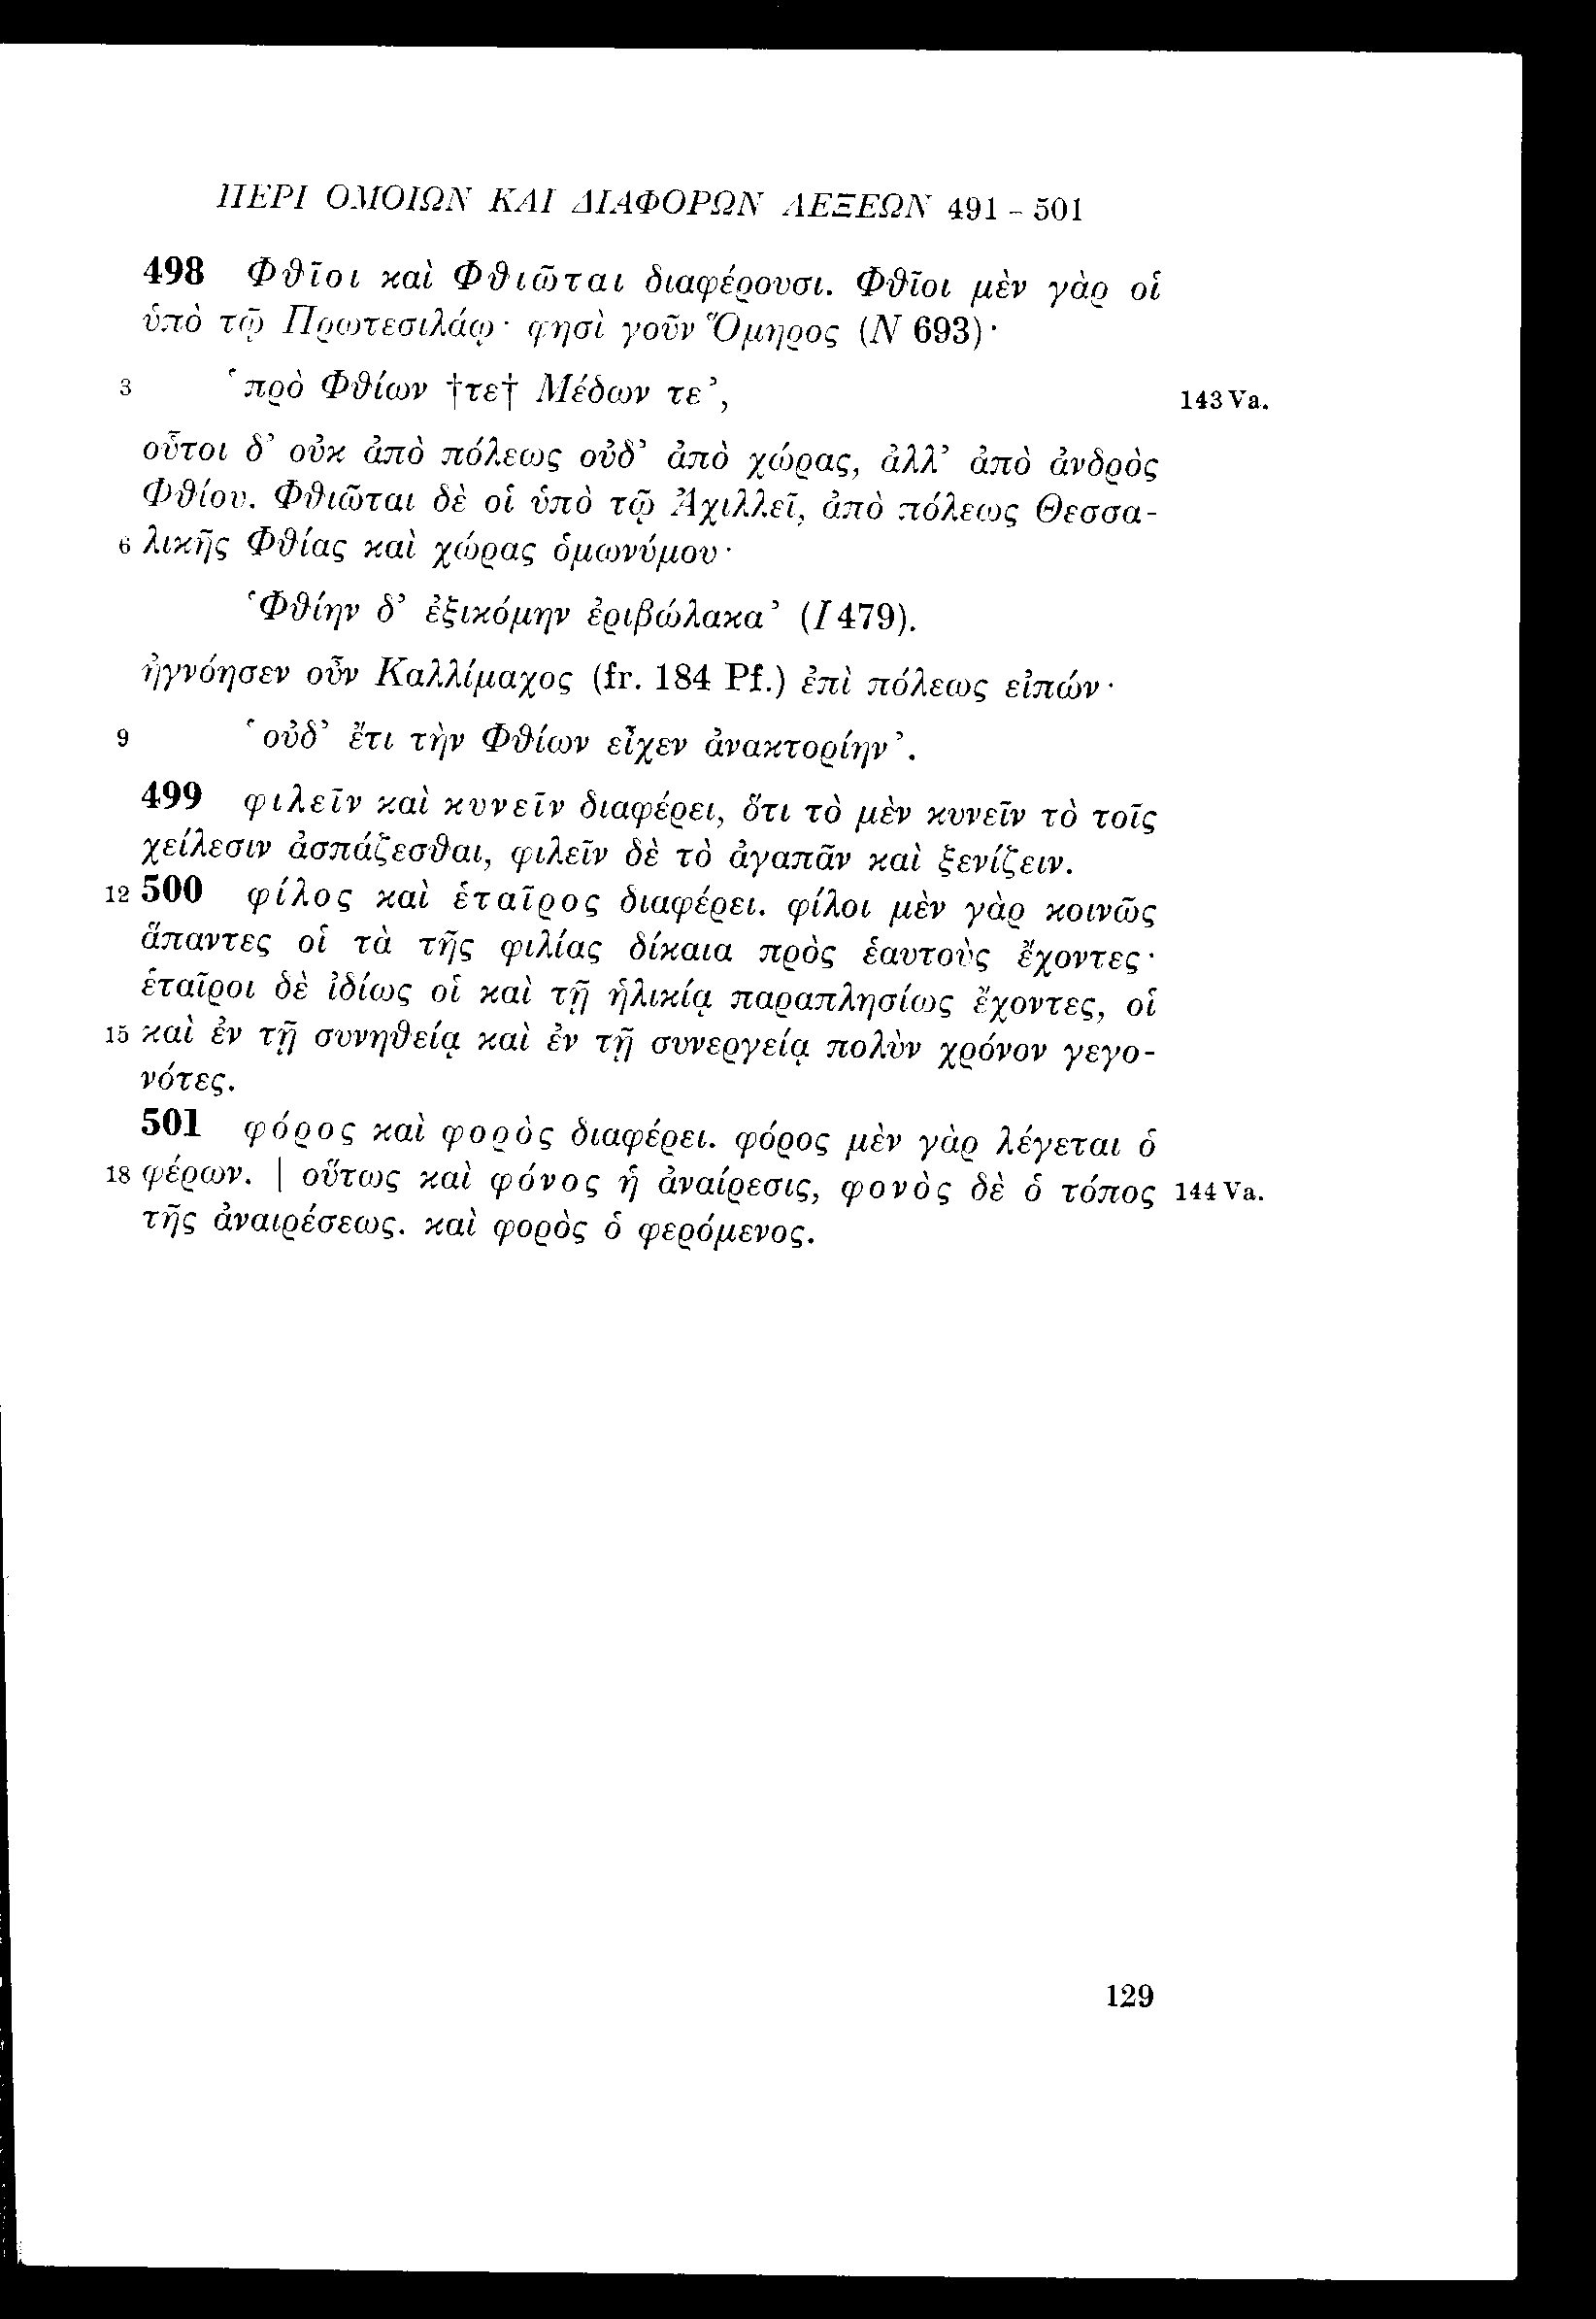 ΠΕΡΙ ΟΜΟΙΩΝ ΚΑΙ ΔΙΑΦΟΡΩΝ ΛΕΞΕΩΝ 491 - 501
498 Φθῖοι καὶ Φθιῶται διαφέρουσι. Φθῖοι μὲν γὰρ οἱ
ὑπὸ τῷ Πρωτεσιλάῳ· φησὶ γοῦν Ὅμηρος (N 693)·
3 ‘πρὸ Φθίων †τε† Μέδων τε’, 143 Va.
οὗτοι δ’ οὐκ ἀπὸ πόλεως οὐδ’ ἀπὸ χώρας, ἀλλ’ ἀπὸ ἀνδρὸς
Φθίου. Φθιῶται δὲ οἱ ὑπὸ τῷ Ἀχιλλεῖ, ἀπὸ πόλεως Θεσσα-
6 λικῆς Φθίας καὶ χώρας ὁμωνύμου·
‘Φθίην δ’ ἐξικόμην ἐριβώλακα’ (I 479).
ἠγνόησεν οὖν Καλλίμαχος (fr. 184 Pf.) ἐπὶ πόλεως εἰπών·
9 ‘οὐδ’ ἔτι τὴν Φθίων εἶχεν ἀνακτορίην’.
499 φιλεῖν καὶ κυνεῖν διαφέρει, ὅτι τὸ μὲν κυνεῖν τὸ τοῖς
χείλεσιν ἀσπάζεσθαι, φιλεῖν δὲ τὸ ἀγαπᾶν καὶ ξενίζειν.
12 500 φίλος καὶ ἑταῖρος διαφέρει. φίλοι μὲν γὰρ κοινῶς
ἅπαντες οἱ τὰ τῆς φιλίας δίκαια πρὸς ἑαυτοὺς ἔχοντες·
ἑταῖροι δὲ ἰδίως οἱ καὶ τῇ ἡλικίᾳ παραπλησίως ἔχοντες, οἱ
15 καὶ ἐν τῇ συνηθείᾳ καὶ ἐν τῇ συνεργείᾳ πολὺν χρόνον γεγο-
νότες.
501 φόρος καὶ φορὸς διαφέρει. φόρος μὲν γὰρ λέγεται ὁ
18 φέρων. | οὕτως καὶ φόνος ἡ ἀναίρεσις, φονὸς δὲ ὁ τόπος 144 Va.
τῆς ἀναιρέσεως. καὶ φορὸς ὁ φερόμενος.
129